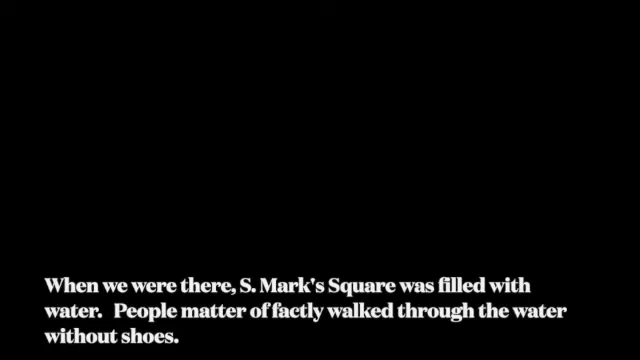 When we were there, S. Mark's Square was filled with
water.   People matter of factly walked through the water
without shoes.